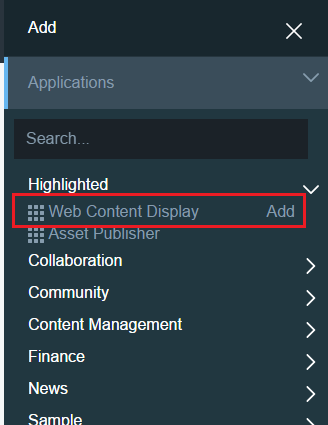 Add
Applications
Search...
Highlighted
Web Content Display Add
Asset Publisher
Collaboration
Community
Content Management
Finance
News
Sample